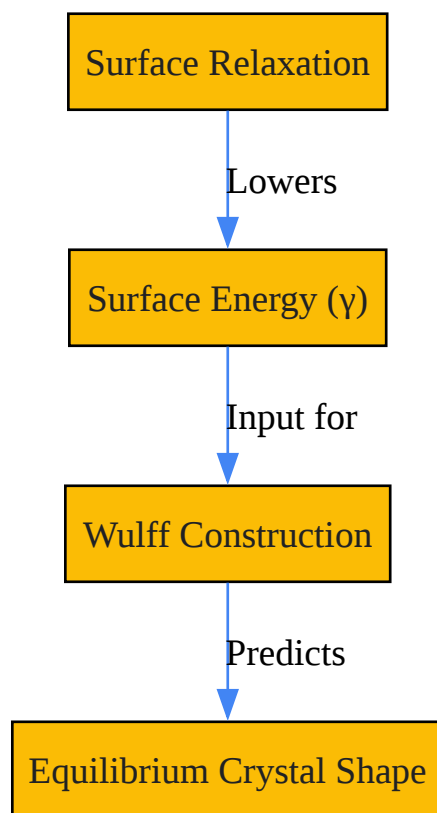 Surface Relaxation
Lowers
Surface Energy (γ)
Input for
Wulff Construction
Predicts
Equilibrium Crystal Shape